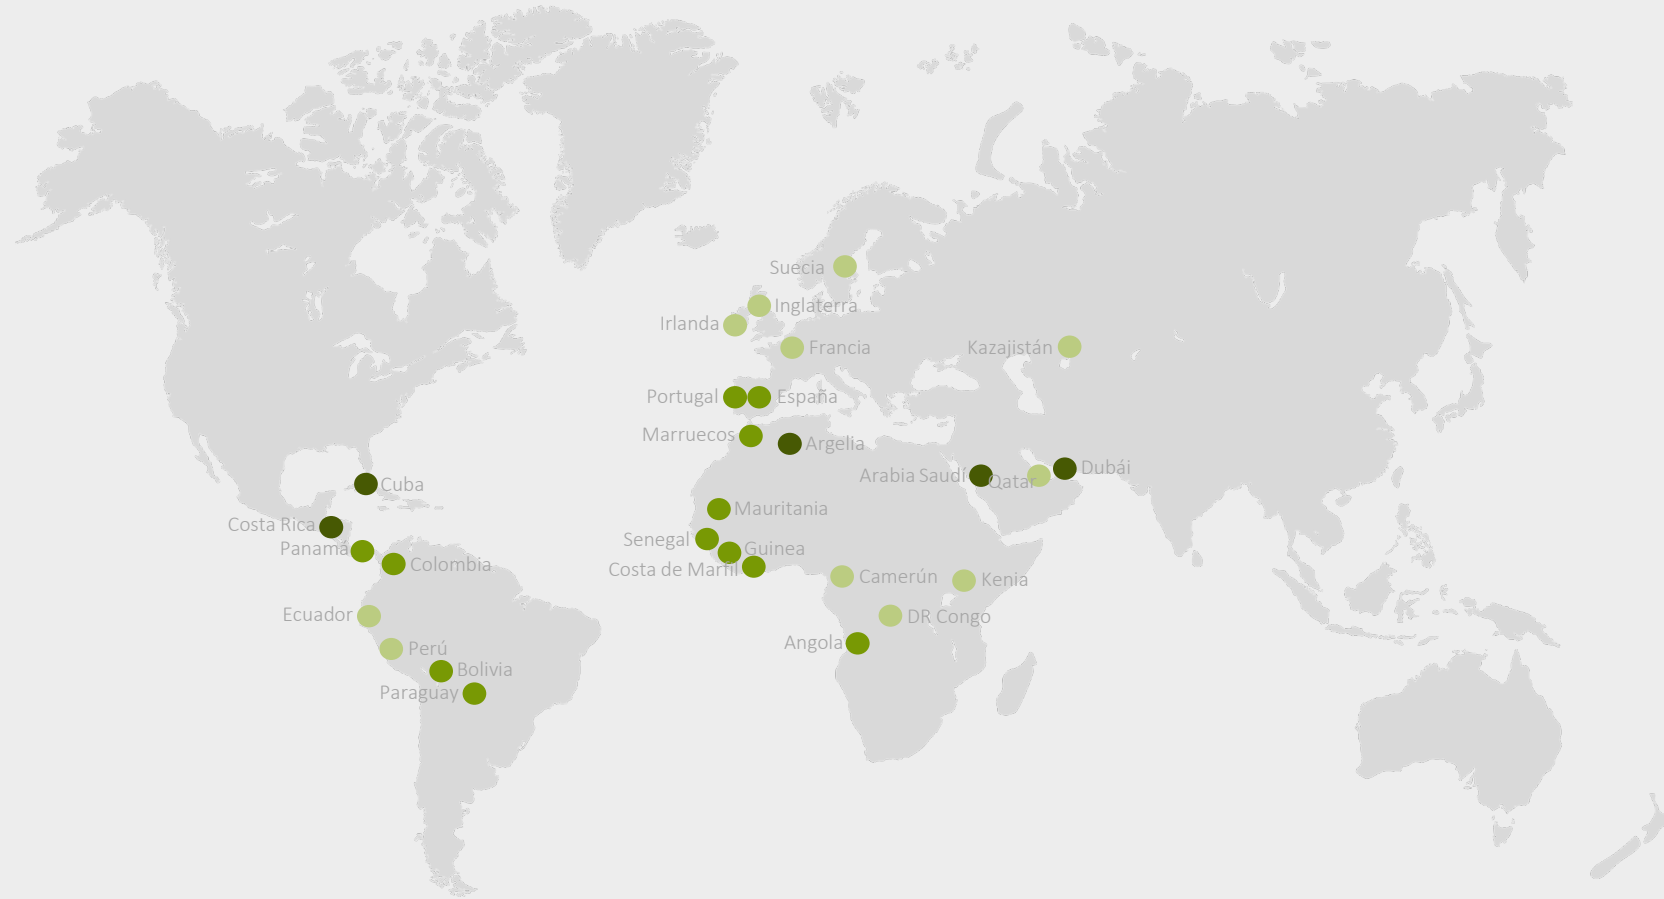 Suecia
Inglaterra
Irlanda
Francia
Kazajistán
Portugal
España
Marruecos
Argelia
Arabia Saudí
Qatar
Dubái
Cuba
Mauritania
Costa Rica
Senegal
Panamá
Guinea
Colombia
Costa de Marfil
Camerún
Kenia
Ecuador
DR Congo
Angola
Perú
Bolivia
Paraguay